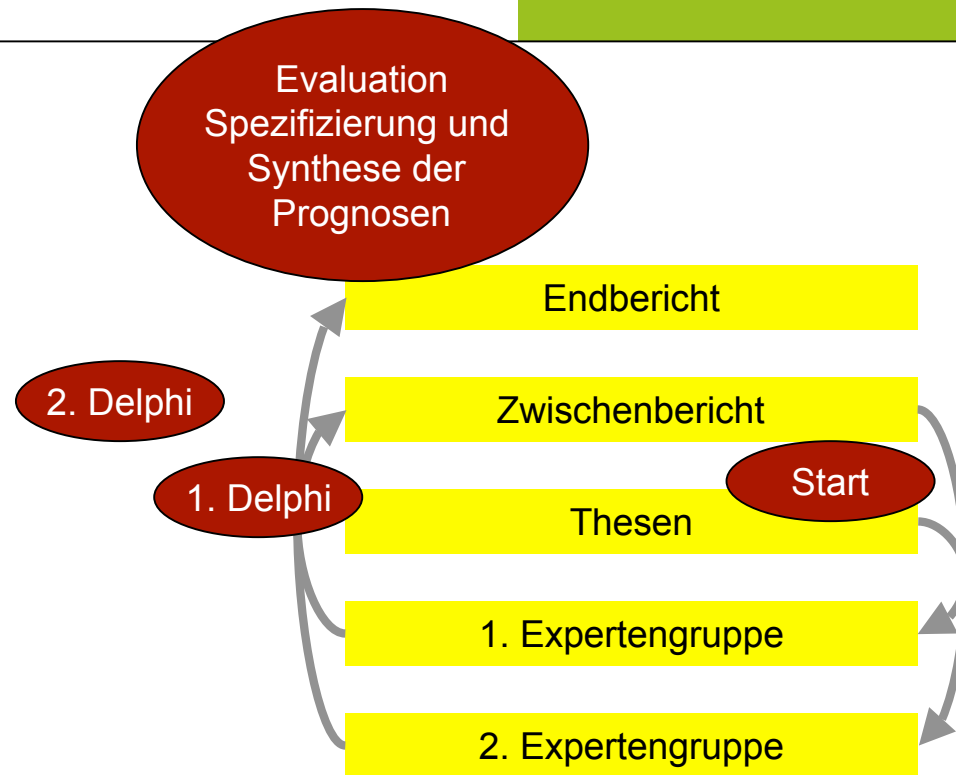 Evaluation
Spezifizierung und
Synthese der
Prognosen
Endbericht
2. Delphi
Zwischenbericht
1. Delphi
Start
Thesen
1. Expertengruppe
2. Expertengruppe